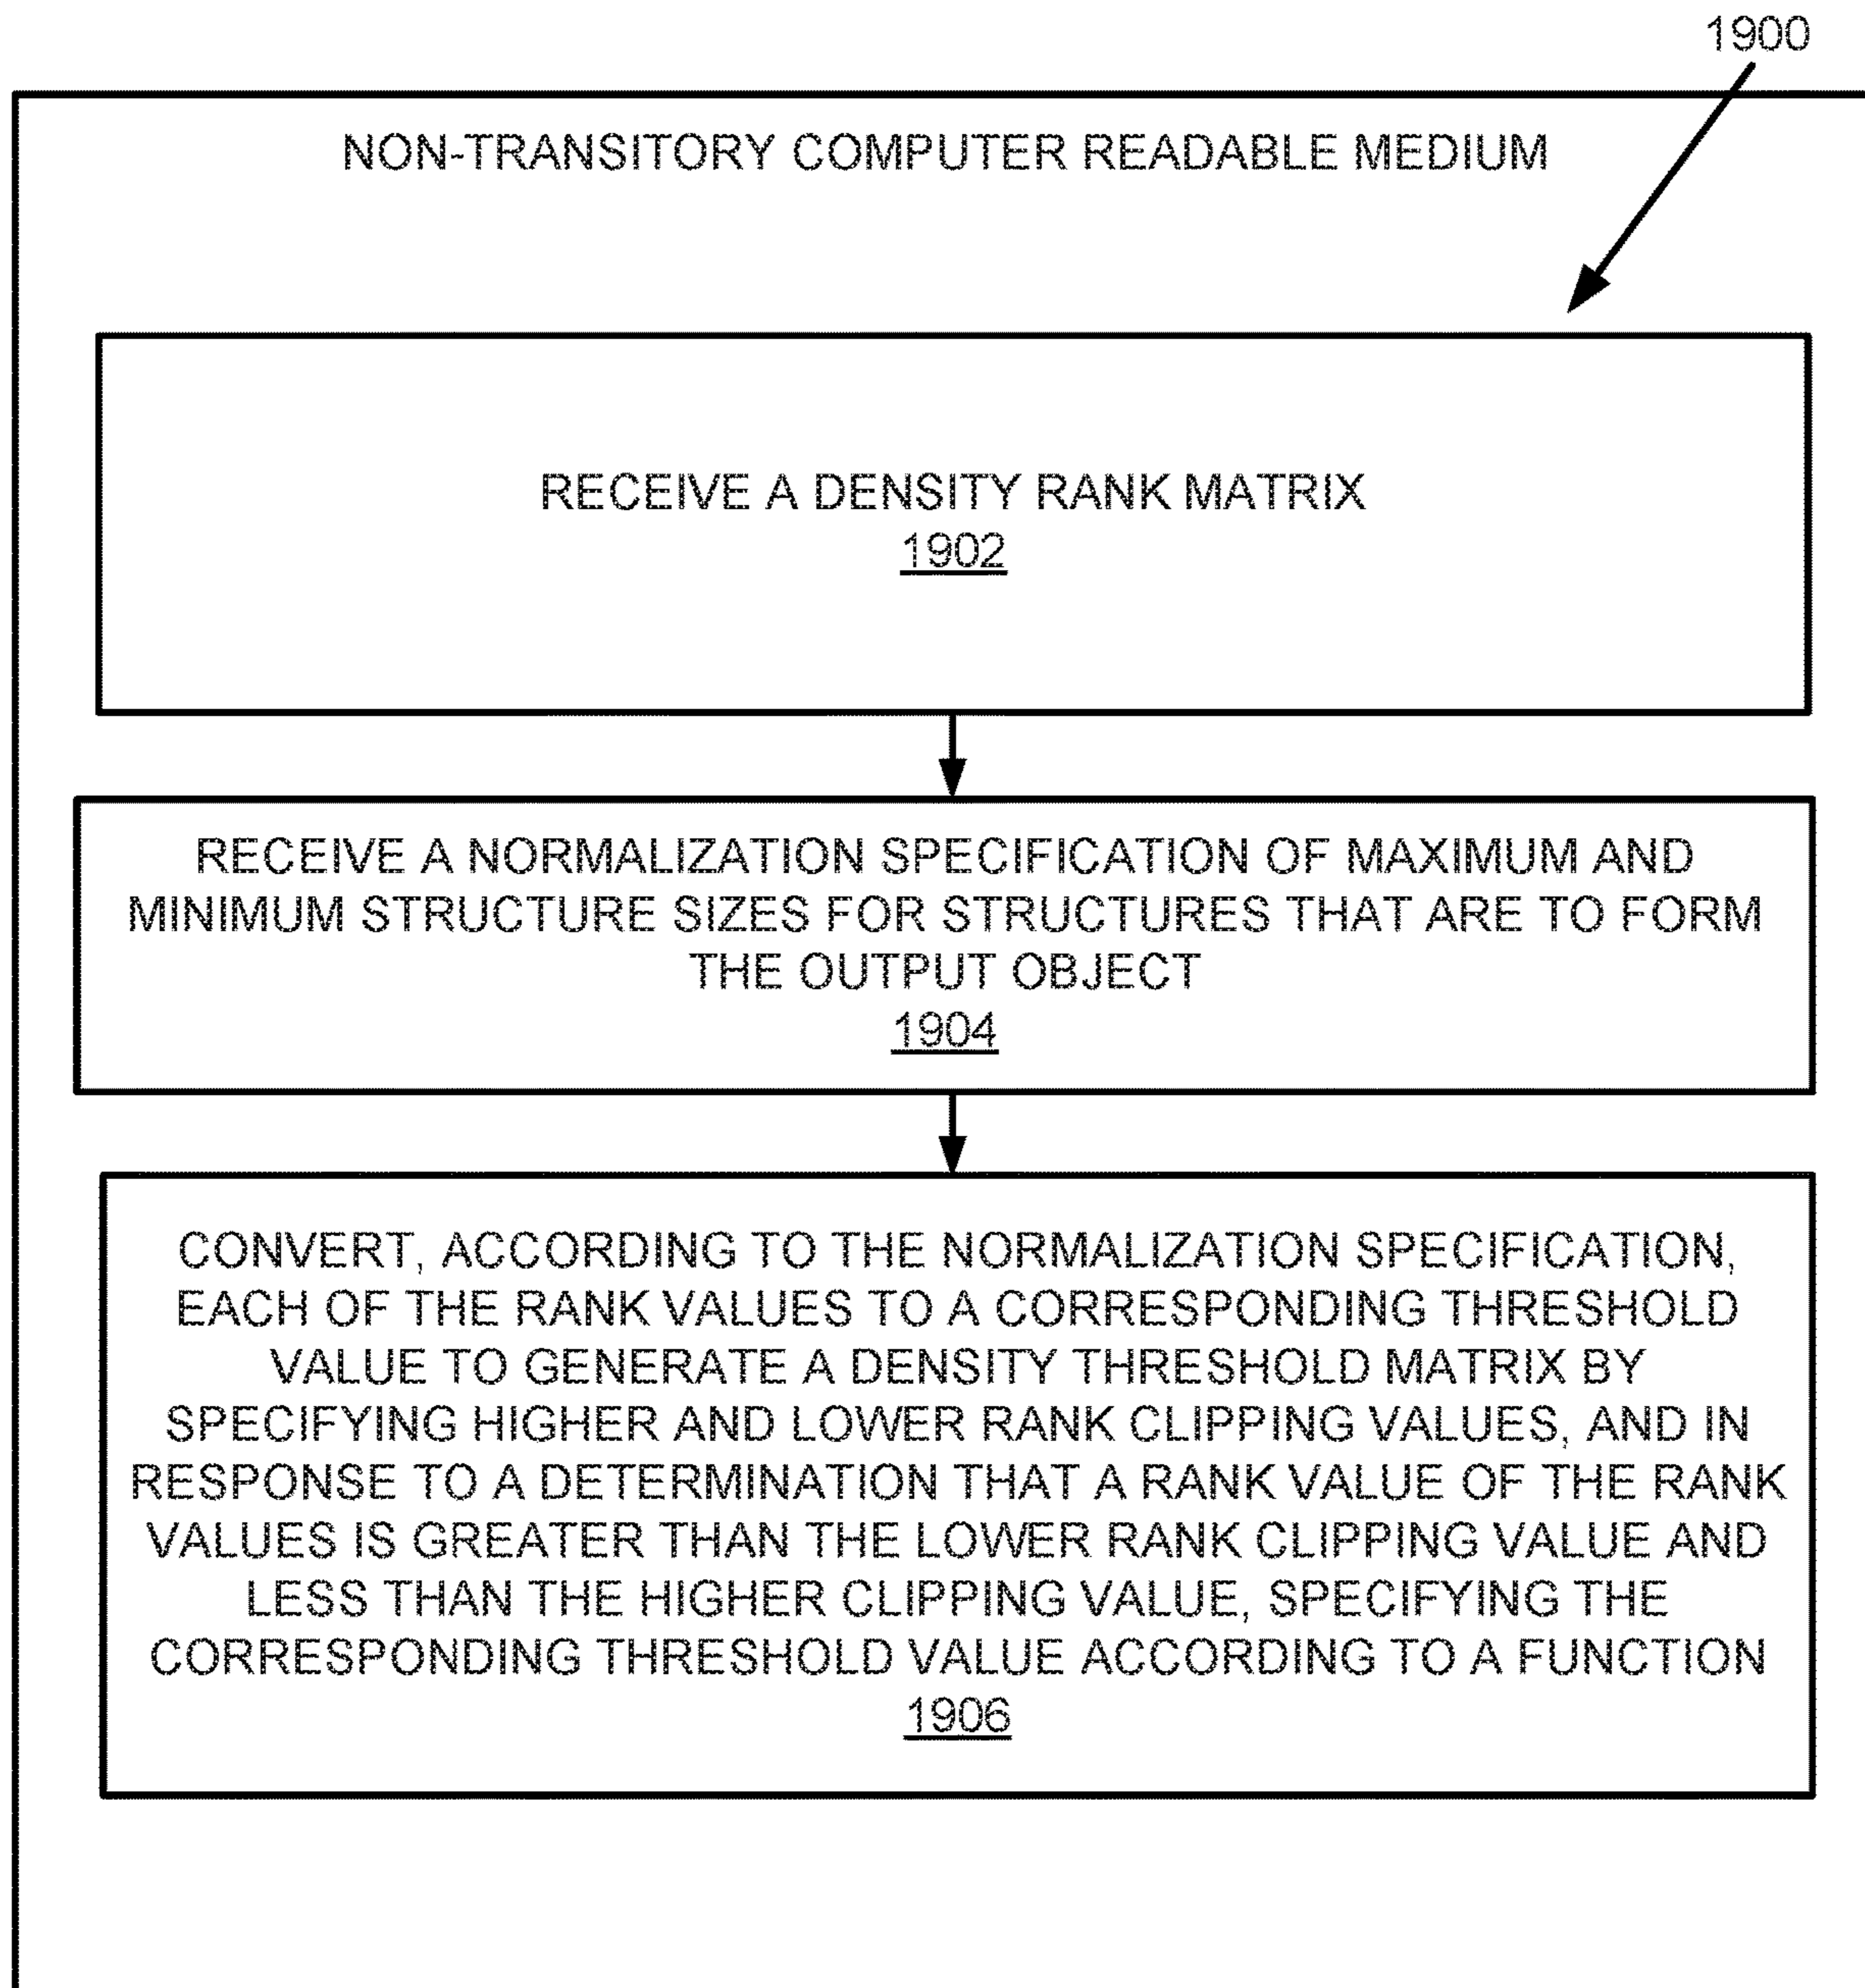 1900
NON-TRANSITORY COMPUTER READABLE MEDIUM
RECEIVE A DENSITY RANK MATRIX
1902
RECEIVE A NORMALIZATION SPECIFICATION OF MAXIMUM AND
MINIMUM STRUCTURE SIZES FOR STRUCTURES THAT ARE TO FORM
THE OUTPUT OBJECT
1904
CONVERT, ACCORDING TO THE NORMALIZATION SPECIFICATION,
EACH OF THE RANK VALUES TO A CORRESPONDING THRESHOLD
VALUE TO GENERATE A DENSITY THRESHOLD MATRIX BY
SPECIFYING HIGHER AND LOWER RANK CLIPPING VALUES, AND IN
RESPONSE TO A DETERMINATION THAT A RANK VALUE OF THE RANK
VALUES IS GREATER THAN THE LOWER RANK CLIPPING VALUE AND
LESS THAN THE HIGHER CLIPPING VALUE, SPECIFYING THE
CORRESPONDING THRESHOLD VALUE ACCORDING TO A FUNCTION
1906